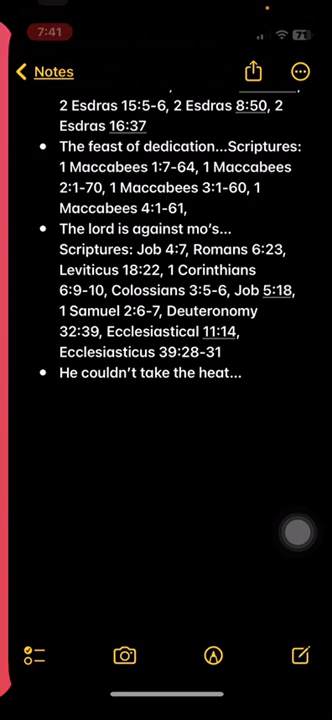 7:41
71
Notes
2 Esdras 15:5-6, 2 Esdras 8:50, 2
Esdras 16:37
• The feast of dedication...Scriptures:
1 Maccabees 1:7-64, 1 Maccabees
2:1-70, 1 Maccabees 3:1-60, 1
Maccabees 4:1-61,
• The lord is against mo’s...
Scriptures: Job 4:7, Romans 6:23,
Leviticus 18:22, 1 Corinthians
6:9-10, Colossians 3:5-6, Job 5:18,
1 Samuel 2:6-7, Deuteronomy
32:39, Ecclesiastical 11:14,
Ecclesiasticus 39:28-31
• He couldn’t take the heat...